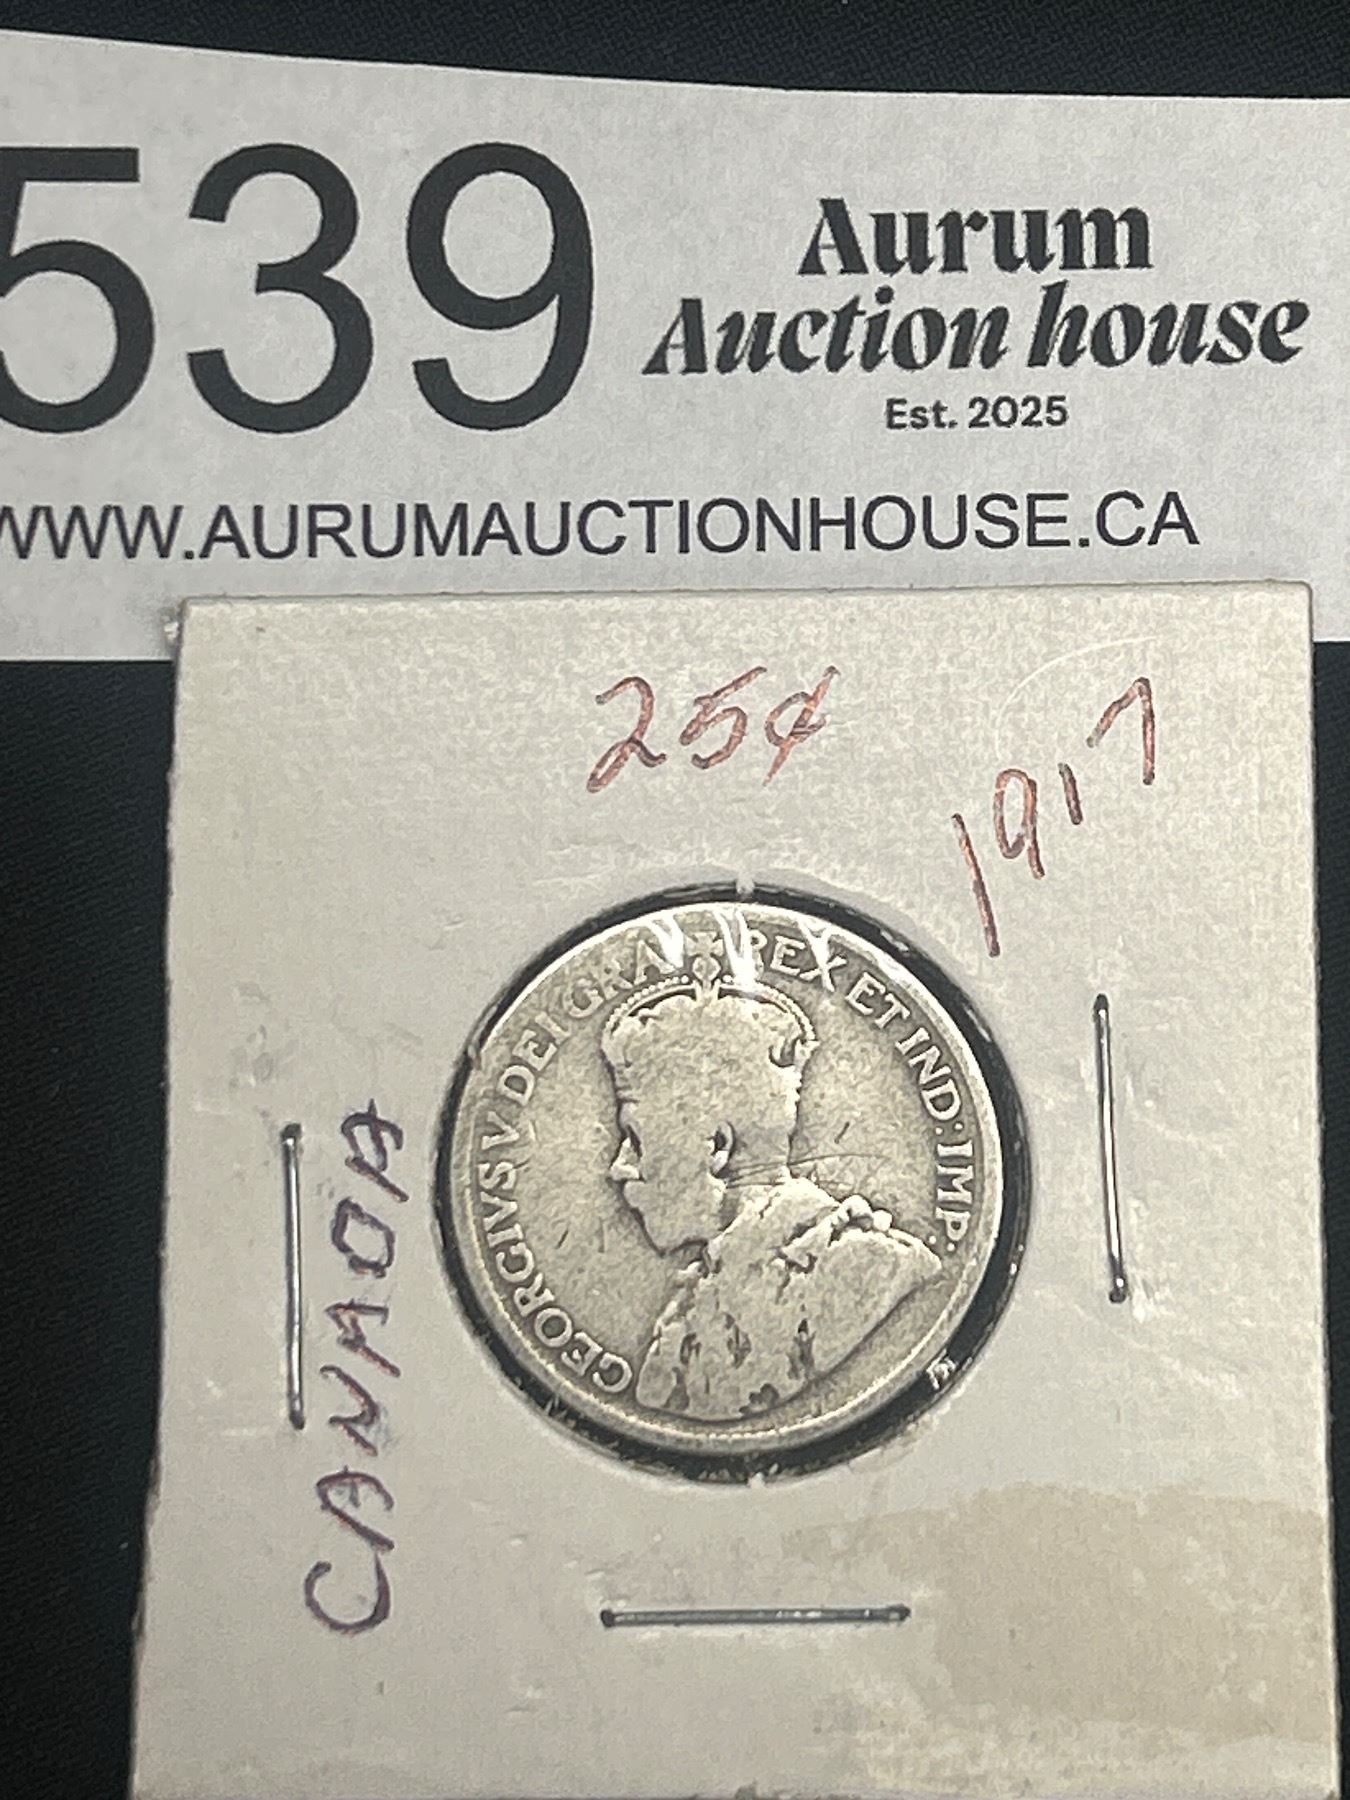 539
Aurum
Auction house
Est. 2025
WWW.AURUMAUCTIONHOUSE.CA
25¢
1917
CANADA
GEORGIVS V DEI GRA REX ET IND: IMP: